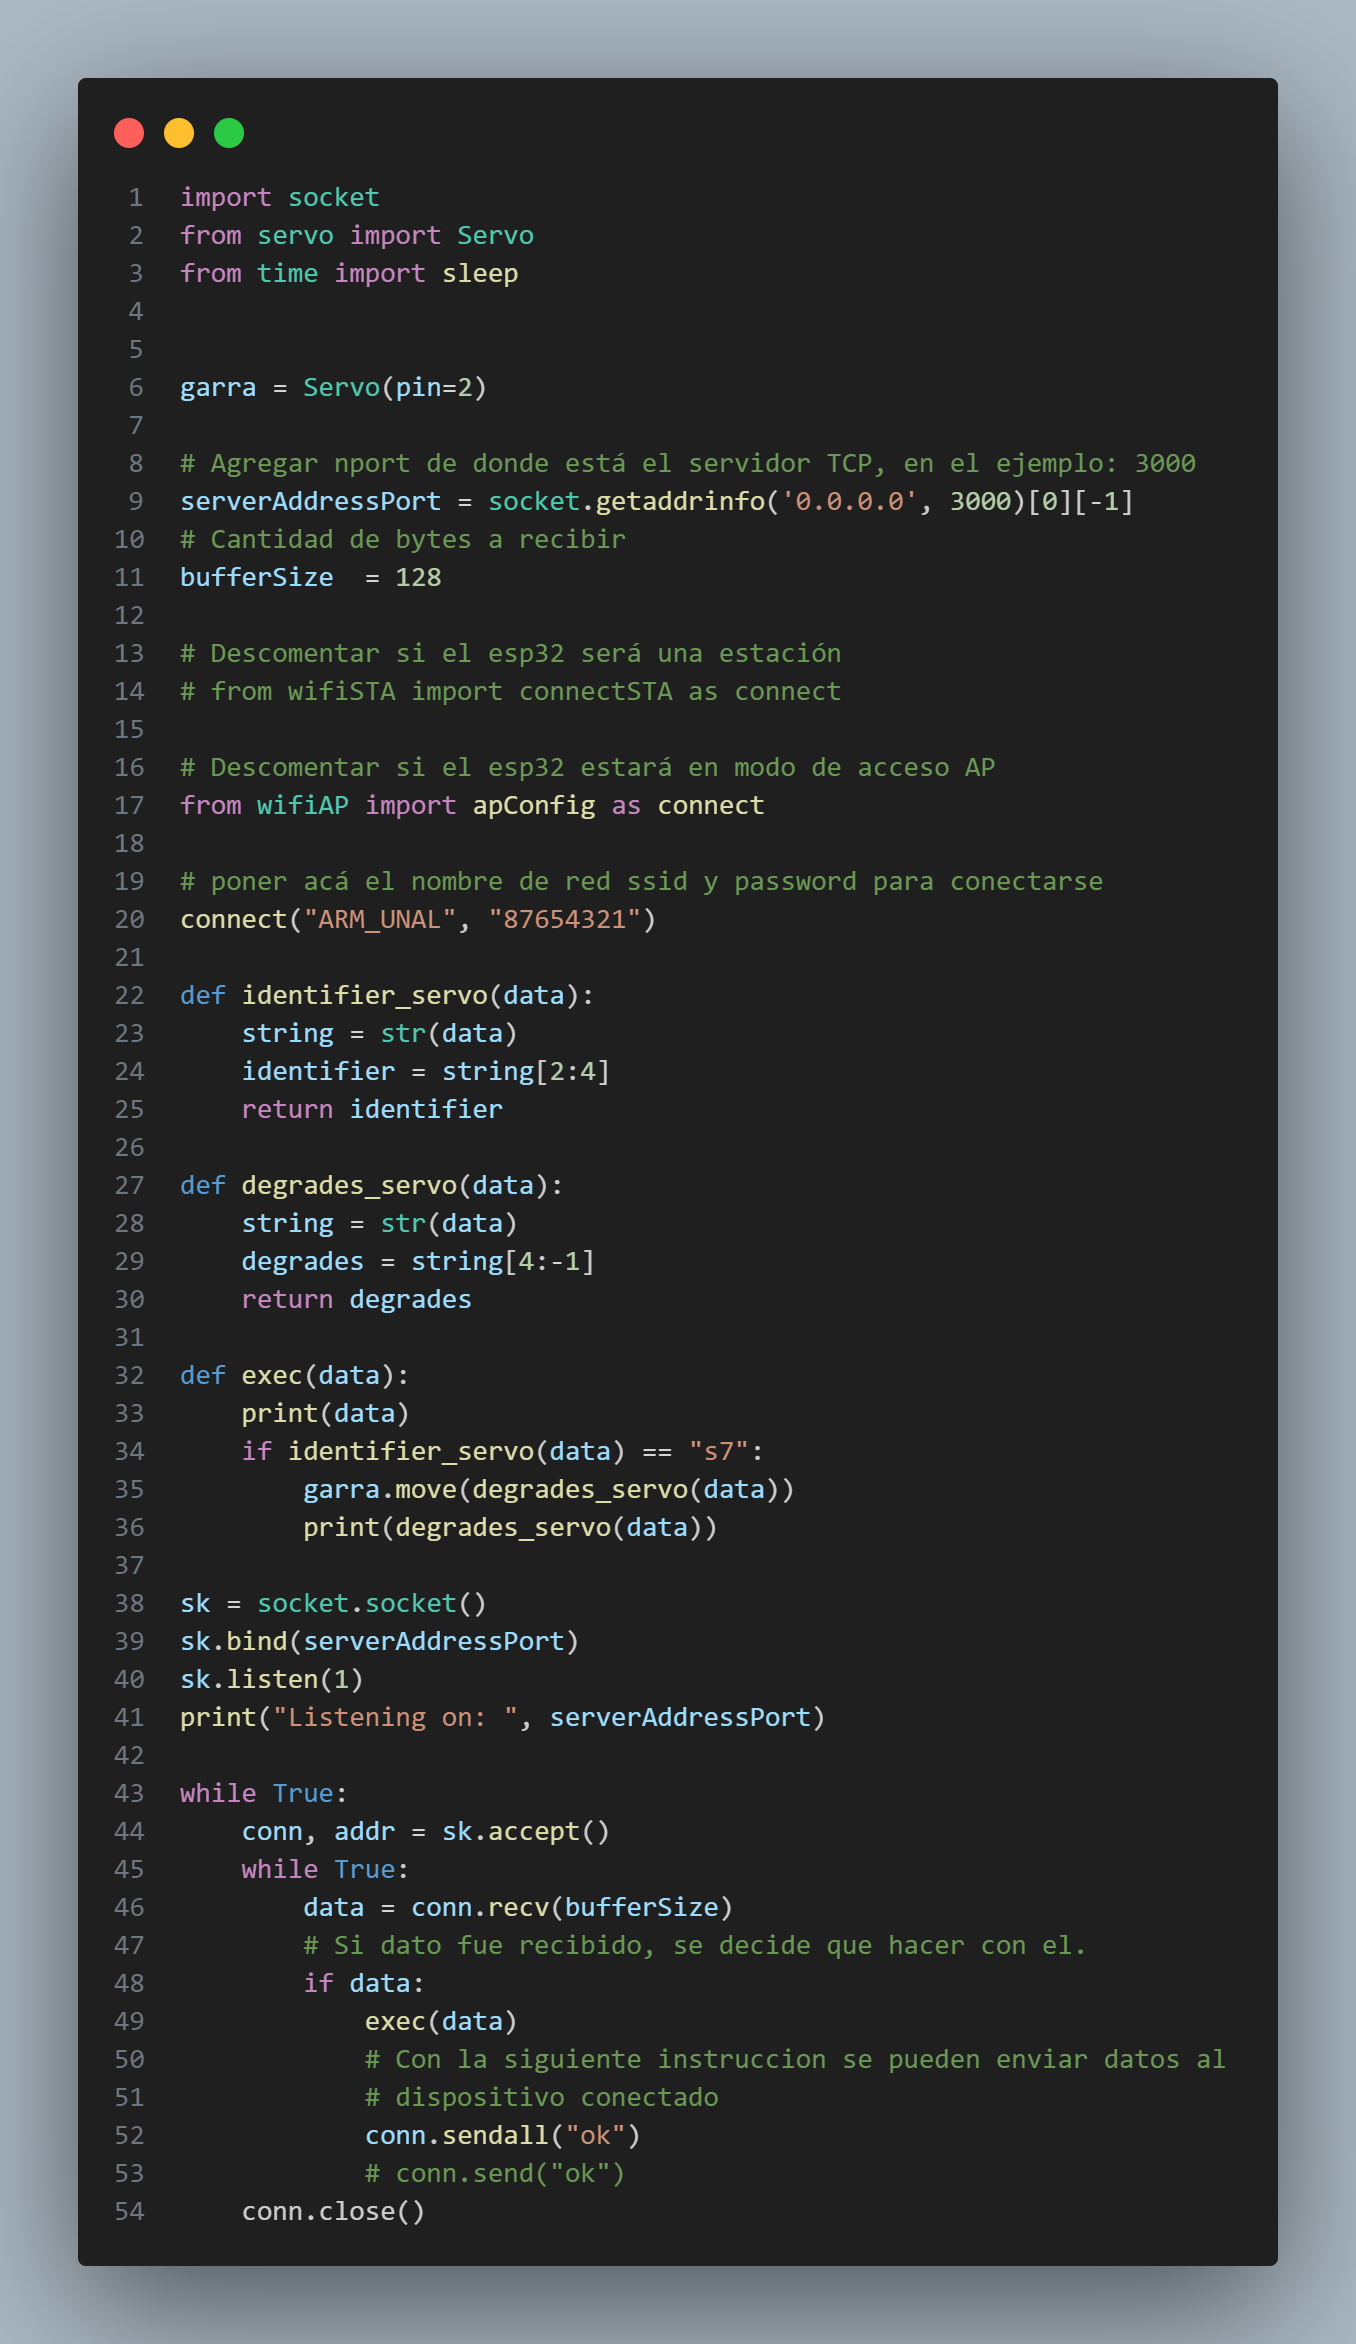 1 import socket
2 from servo import Servo
3 from time import sleep
4
5
6 garra = Servo(pin=2)
7
8 # Agregar nport de donde está el servidor TCP, en el ejemplo: 3000
9 serverAddressPort = socket.getaddrinfo('0.0.0.0', 3000)[0][-1]
10 # Cantidad de bytes a recibir
11 bufferSize  = 128
12
13 # Descomentar si el esp32 será una estación
14 # from wifiSTA import connectSTA as connect
15
16 # Descomentar si el esp32 estará en modo de acceso AP
17 from wifiAP import apConfig as connect
18
19 # poner acá el nombre de red ssid y password para conectarse
20 connect("ARM_UNAL", "87654321")
21
22 def identifier_servo(data):
23     string = str(data)
24     identifier = string[2:4]
25     return identifier
26
27 def degrades_servo(data):
28     string = str(data)
29     degrades = string[4:-1]
30     return degrades
31
32 def exec(data):
33     print(data)
34     if identifier_servo(data) == "s7":
35         garra.move(degrades_servo(data))
36         print(degrades_servo(data))
37
38 sk = socket.socket()
39 sk.bind(serverAddressPort)
40 sk.listen(1)
41 print("Listening on: ", serverAddressPort)
42
43 while True:
44     conn, addr = sk.accept()
45     while True:
46         data = conn.recv(bufferSize)
47         # Si dato fue recibido, se decide que hacer con el.
48         if data:
49             exec(data)
50             # Con la siguiente instruccion se pueden enviar datos al
51             # dispositivo conectado
52             conn.sendall("ok")
53             # conn.send("ok")
54     conn.close()